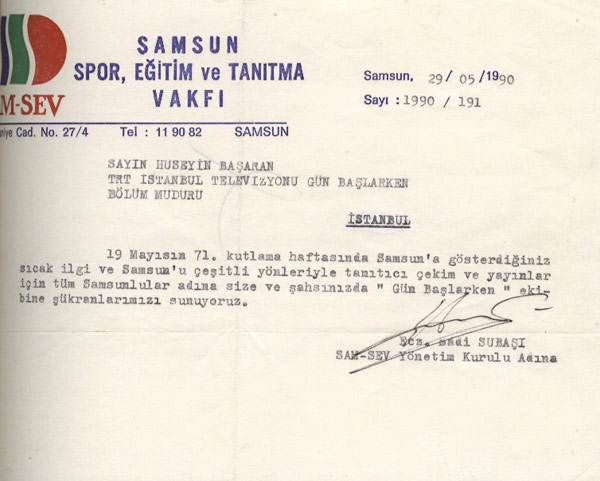 SAMSUN
SPOR, EĞİTİM ve TANITMA
VAKFI
M-SEV
Cad. No. 27/4 Tel : 11 90 82 SAMSUN
Samsun, 29/ 05/1990
Sayı : 1990 / 191
SAYIN HUSEYİN BAŞARAN
TRT ISTANBUL TELEVİZYONU GÜN BAŞLARKEN
BÖLÜM MUDURU
İSTANBUL
19 Mayısın 71. kutlama haftasında Samsun'a gösterdiğiniz
sıcak ilgi ve Samsun'u çeşitli yönleriyle tanıtıcı çekim ve yayınlar
için tüm Samsunlular adına size ve şahsınızda " Gün Başlarken " eki-
bine şükranlarımızı sunuyoruz.
Ecz. Sadi SUBAŞI
SAM-SEV Yönetim Kurulu Adına